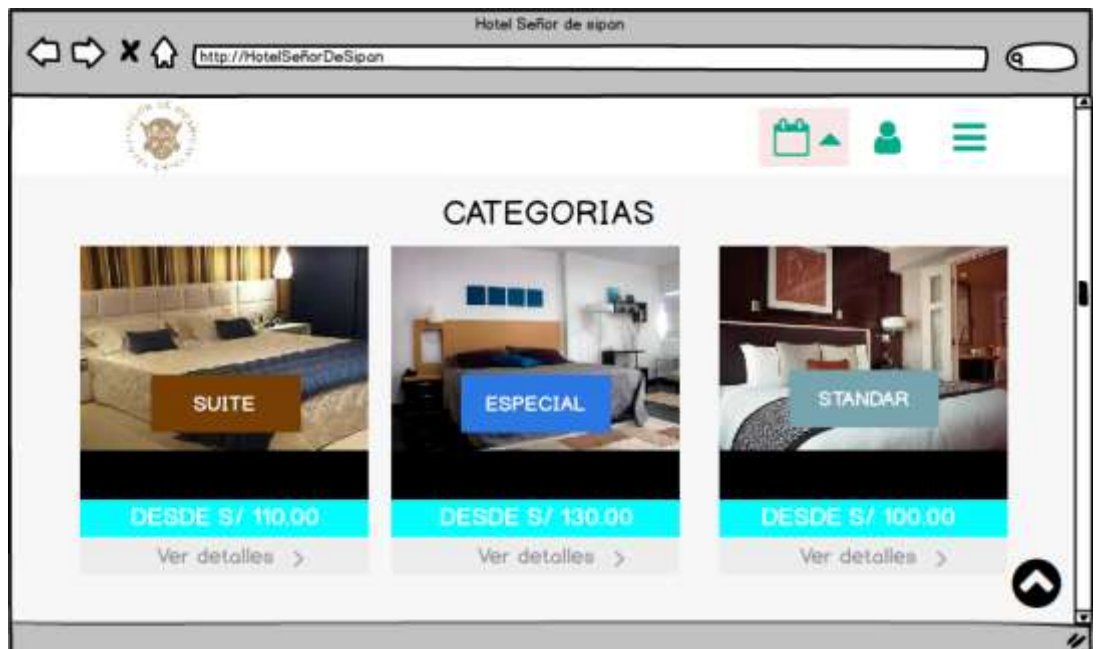 Hotel Señor de sipan
http://HotelSeñorDeSipan
CATEGORIAS
SUITE
ESPECIAL
STANDAR
DESDE S/ 110.00
DESDE S/ 130.00
DESDE S/ 100.00
Ver detalles >
Ver detalles >
Ver detalles >